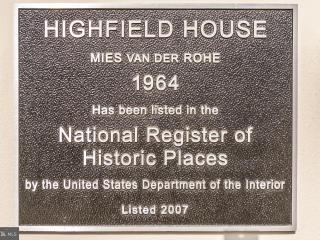 HIGHFIELD HOUSE
MIES VAN DER ROHE
1964
Has been listed in the
National Register of
Historic Places
by the United States Department of the Interior
Listed 2007
MLS